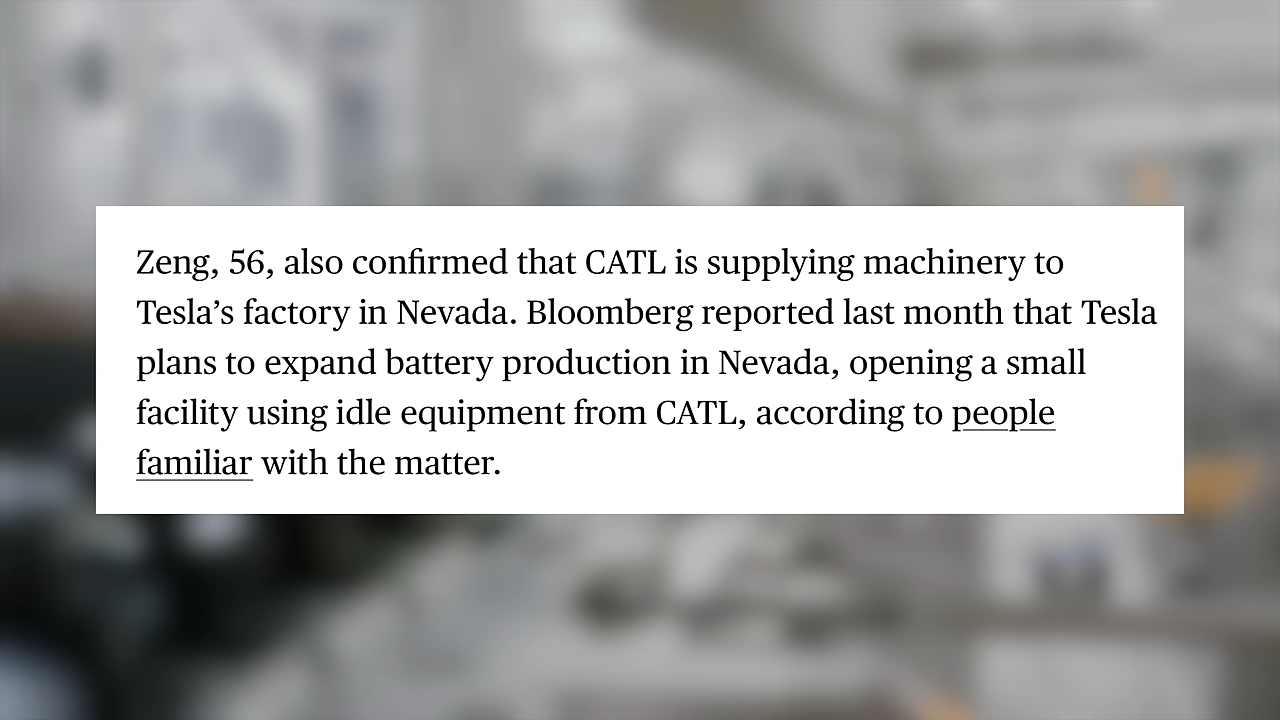 Zeng, 56, also confirmed that CATL is supplying machinery to
Tesla’s factory in Nevada. Bloomberg reported last month that Tesla
plans to expand battery production in Nevada, opening a small
facility using idle equipment from CATL, according to people
familiar with the matter.